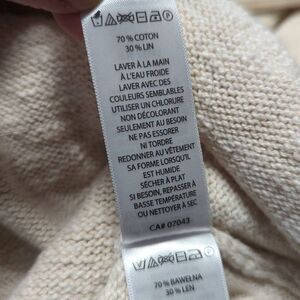 70 % COTON
30 % LIN
LAVER À LA MAIN
À L'EAU FROIDE
LAVER AVEC DES
COULEURS SEMBLABLES
UTILISER UN CHLORURE
NON DÉCOLORANT
SEULEMENT AU BESOIN
NE PAS ESSORER
NI TORDRE
REDONNER AU VÊTEMENT
SA FORME LORSQU'IL
EST HUMIDE
SÉCHER À PLAT
SI BESOIN, REPASSER À
BASSE TEMPÉRATURE
OU NETTOYER À SEC
CA# 07043
70 % BAWEŁNA
30 % LEN